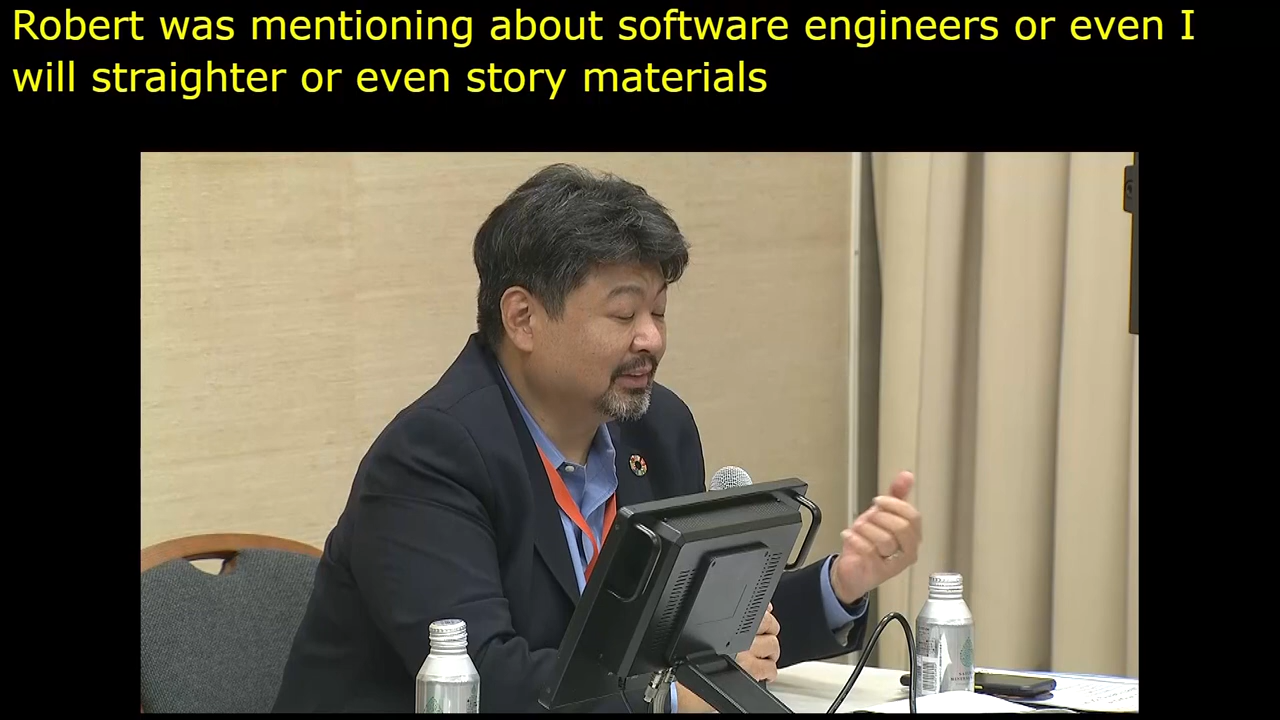 Robert was mentioning about software engineers or even I
will straighter or even story materials